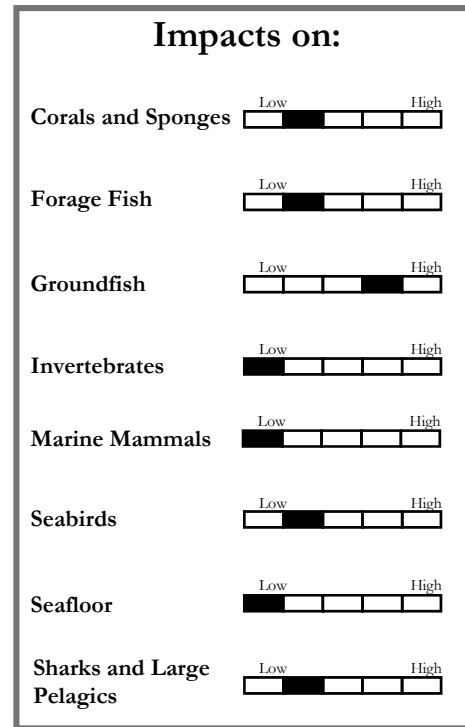 Impacts on:
Low High
Corals and Sponges
Low High
Forage Fish
Low High
Groundfish
Low High
Invertebrates
Low High
Marine Mammals
Low High
Seabirds
Low High
Seafloor
Low High
Sharks and Large
Pelagics